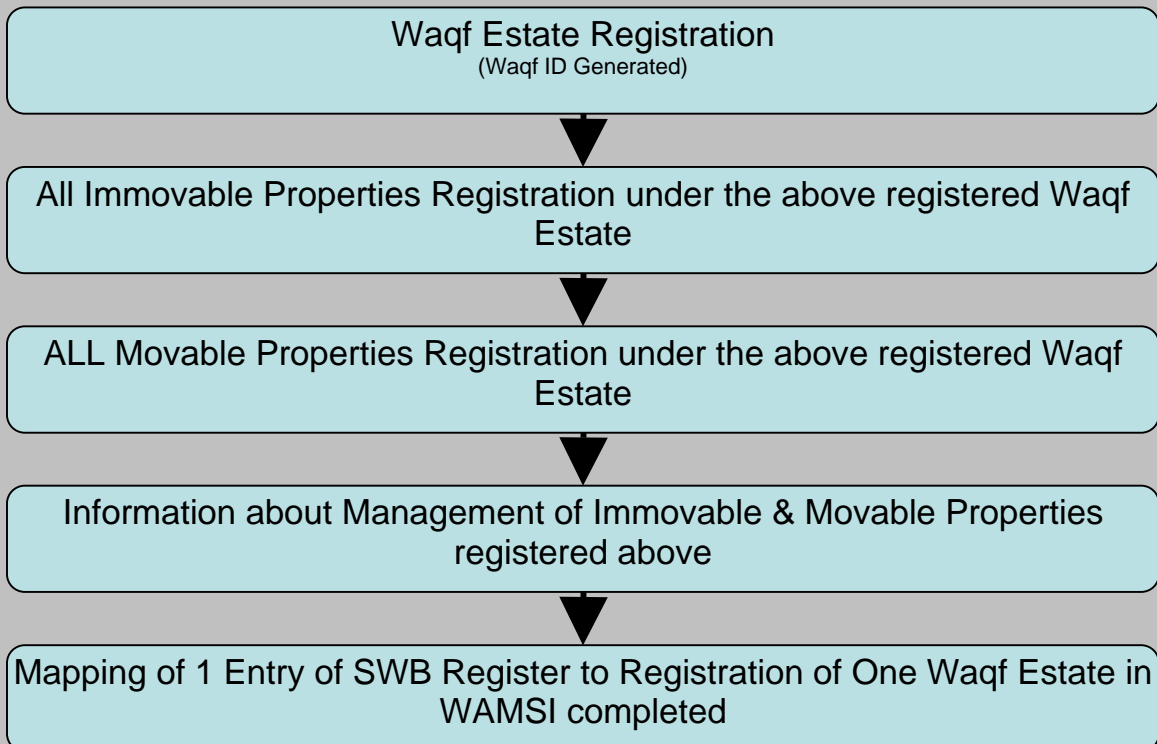 Waqf Estate Registration
(Waqf ID Generated)
All Immovable Properties Registration under the above registered Waqf
Estate
ALL Movable Properties Registration under the above registered Waqf
Estate
Information about Management of Immovable & Movable Properties
registered above
Mapping of 1 Entry of SWB Register to Registration of One Waqf Estate in
WAMSI completed